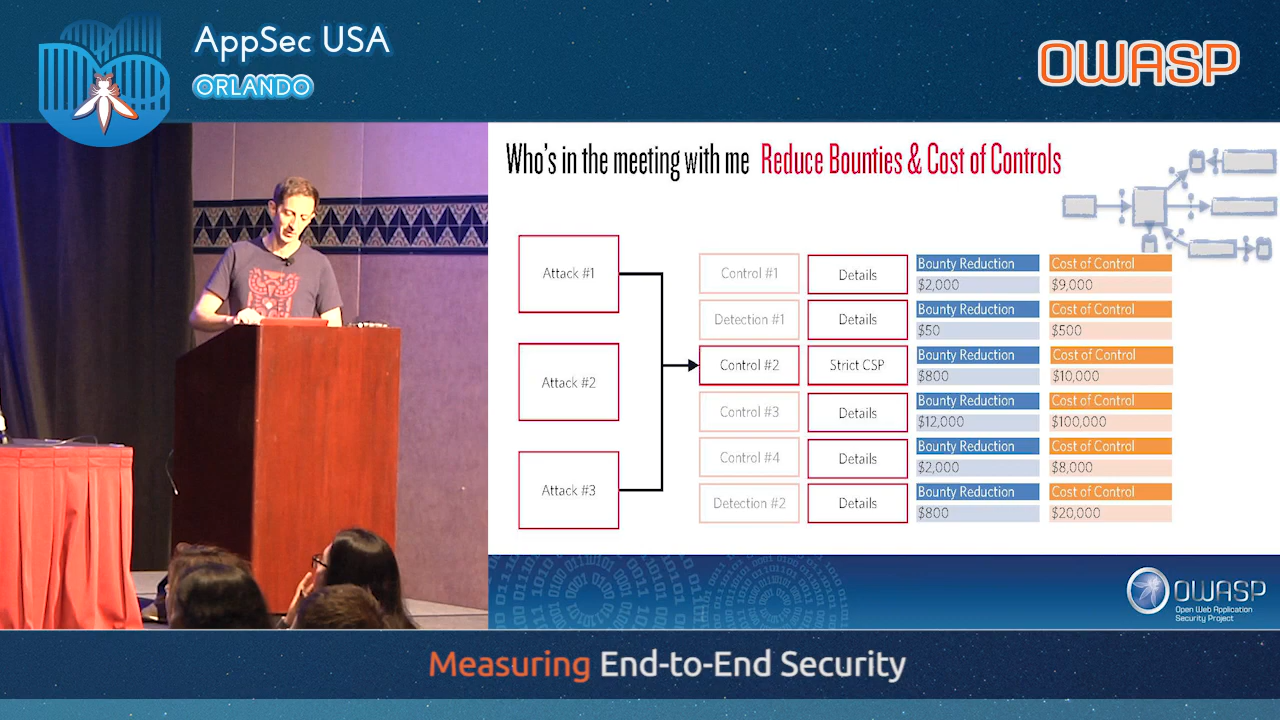 AppSec USA
ORLANDO
OWASP
Who's in the meeting with me Reduce Bounties & Cost of Controls
Attack #1
Attack #2
Attack #3
Control #1
Details
Bounty Reduction
Cost of Control
$2,000
$9,000
Detection #1
Details
Bounty Reduction
Cost of Control
$50
$500
Control #2
Strict CSP
Bounty Reduction
Cost of Control
$800
$10,000
Control #3
Details
Bounty Reduction
Cost of Control
$12,000
$100,000
Control #4
Details
Bounty Reduction
Cost of Control
$2,000
$8,000
Detection #2
Details
Bounty Reduction
Cost of Control
$800
$20,000
OWASP
Open Web Application
Security Project
Measuring End-to-End Security